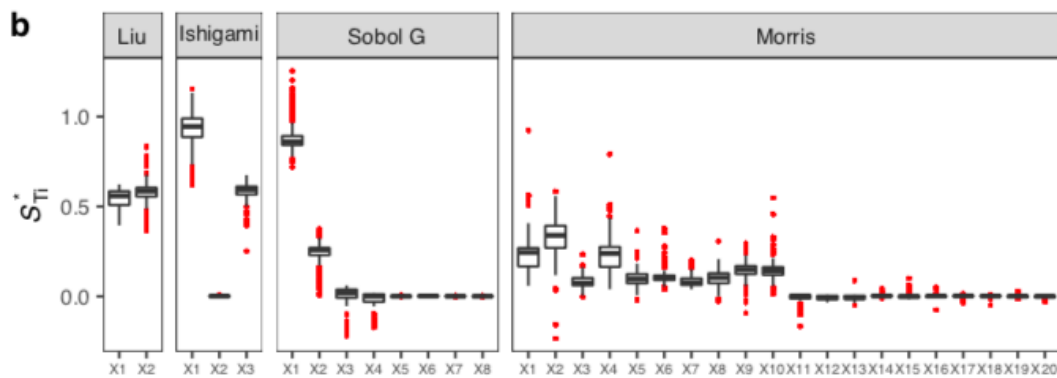 b
Liu Ishigami Sobol G Morris
1.0
0.5
0.0
S*Ti
X1 X2 X1 X2 X3 X1 X2 X3 X4 X5 X6 X7 X8 X1 X2 X3 X4 X5 X6 X7 X8 X9 X10 X11 X12 X13 X14 X15 X16 X17 X18 X19 X20